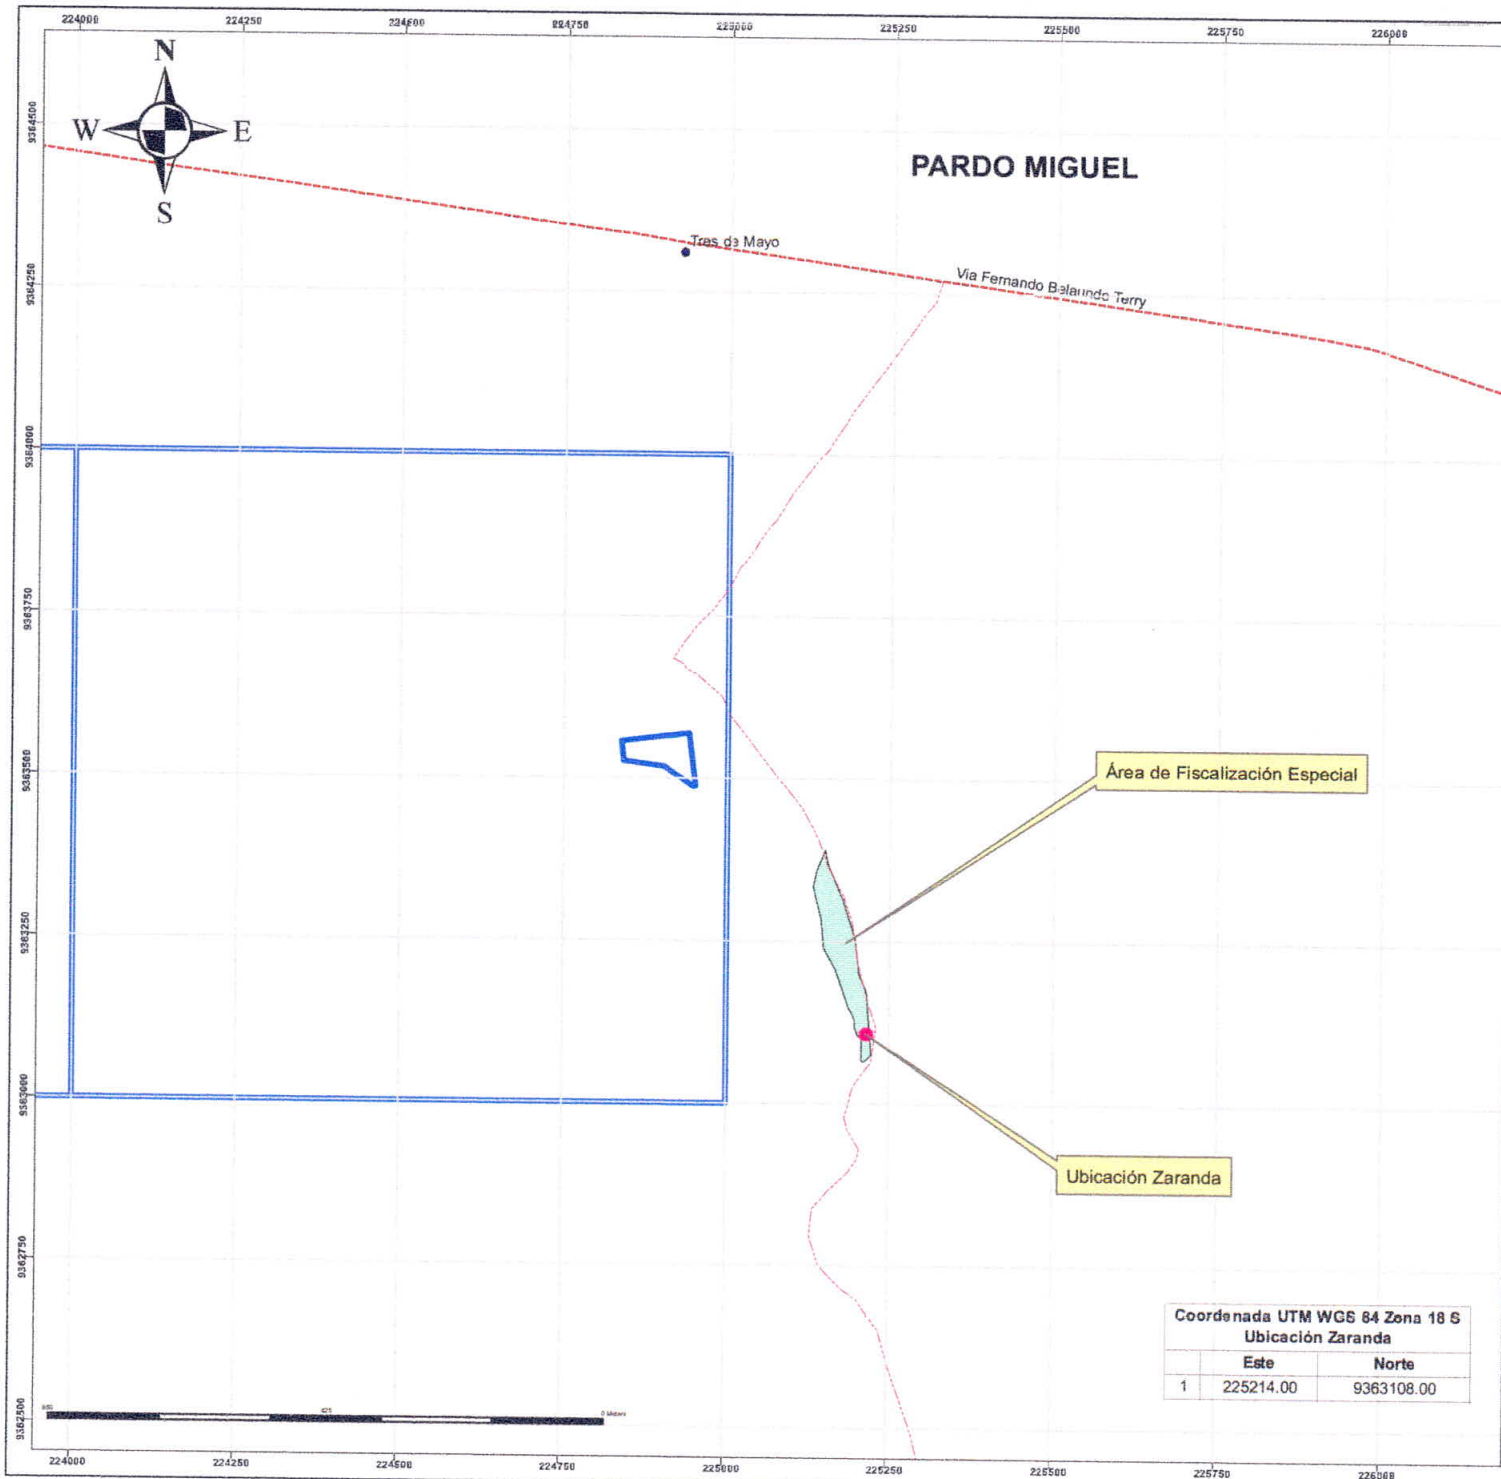 224000 224250 224500 224750 225000 225250 225500 225750 226000
N
W E
S
9364500
PARDO MIGUEL
Tres de Mayo
9364250
Via Fernando Belaunde Terry
9364000
9363750
9363500
Área de Fiscalización Especial
9363250
9363000
Ubicación Zaranda
9362750
Coordenada UTM WGS 84 Zona 18 S
Ubicación Zaranda
Este Norte
1 225214.00 9363108.00
425 0 Meters
9362500
224000 224250 224500 224750 225000 225250 225500 225750 226000